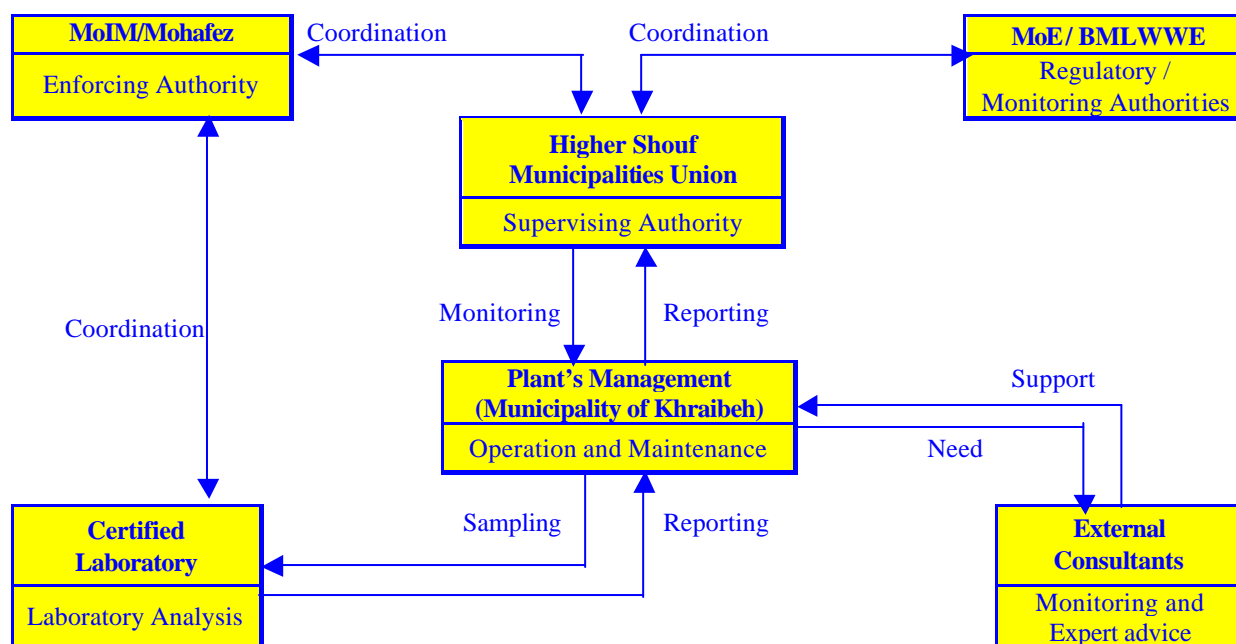 MoIM/Mohafez
Enforcing Authority
Coordination
Coordination
MoE / BMLWWE
Regulatory /
Monitoring Authorities
Higher Shouf
Municipalities Union
Supervising Authority
Monitoring
Reporting
Coordination
Plant's Management
(Municipality of Khraibeh)
Operation and Maintenance
Support
Need
Certified
Laboratory
Laboratory Analysis
Sampling
Reporting
External
Consultants
Monitoring and
Expert advice